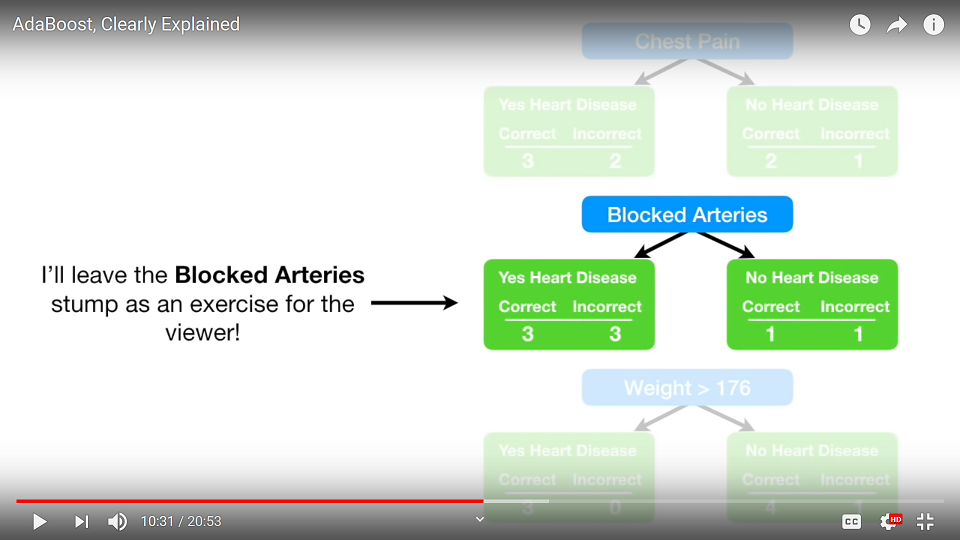 AdaBoost, Clearly Explained
Chest Pain
Yes Heart Disease
Correct Incorrect
3 2
No Heart Disease
Correct Incorrect
2 1
I'll leave the Blocked Arteries
stump as an exercise for the
viewer!
Blocked Arteries
Yes Heart Disease
Correct Incorrect
3 3
No Heart Disease
Correct Incorrect
1 1
Weight > 176
Yes Heart Disease
Correct Incorrect
3 0
No Heart Disease
Correct Incorrect
4 1
10:31 / 20:53
CC
HD